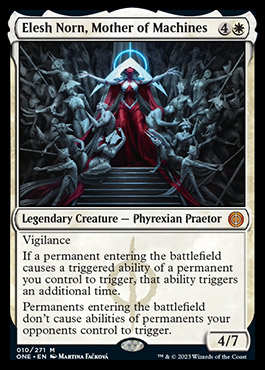 Elesh Norn, Mother of Machines 4
Legendary Creature — Phyrexian Praetor
Vigilance
If a permanent entering the battlefield
causes a triggered ability of a permanent
you control to trigger, that ability triggers
an additional time.
Permanents entering the battlefield
don't cause abilities of permanents your
opponents control to trigger.
4/7
010/271 M
ONE • EN Martina Fačková
™ & © 2023 Wizards of the Coast